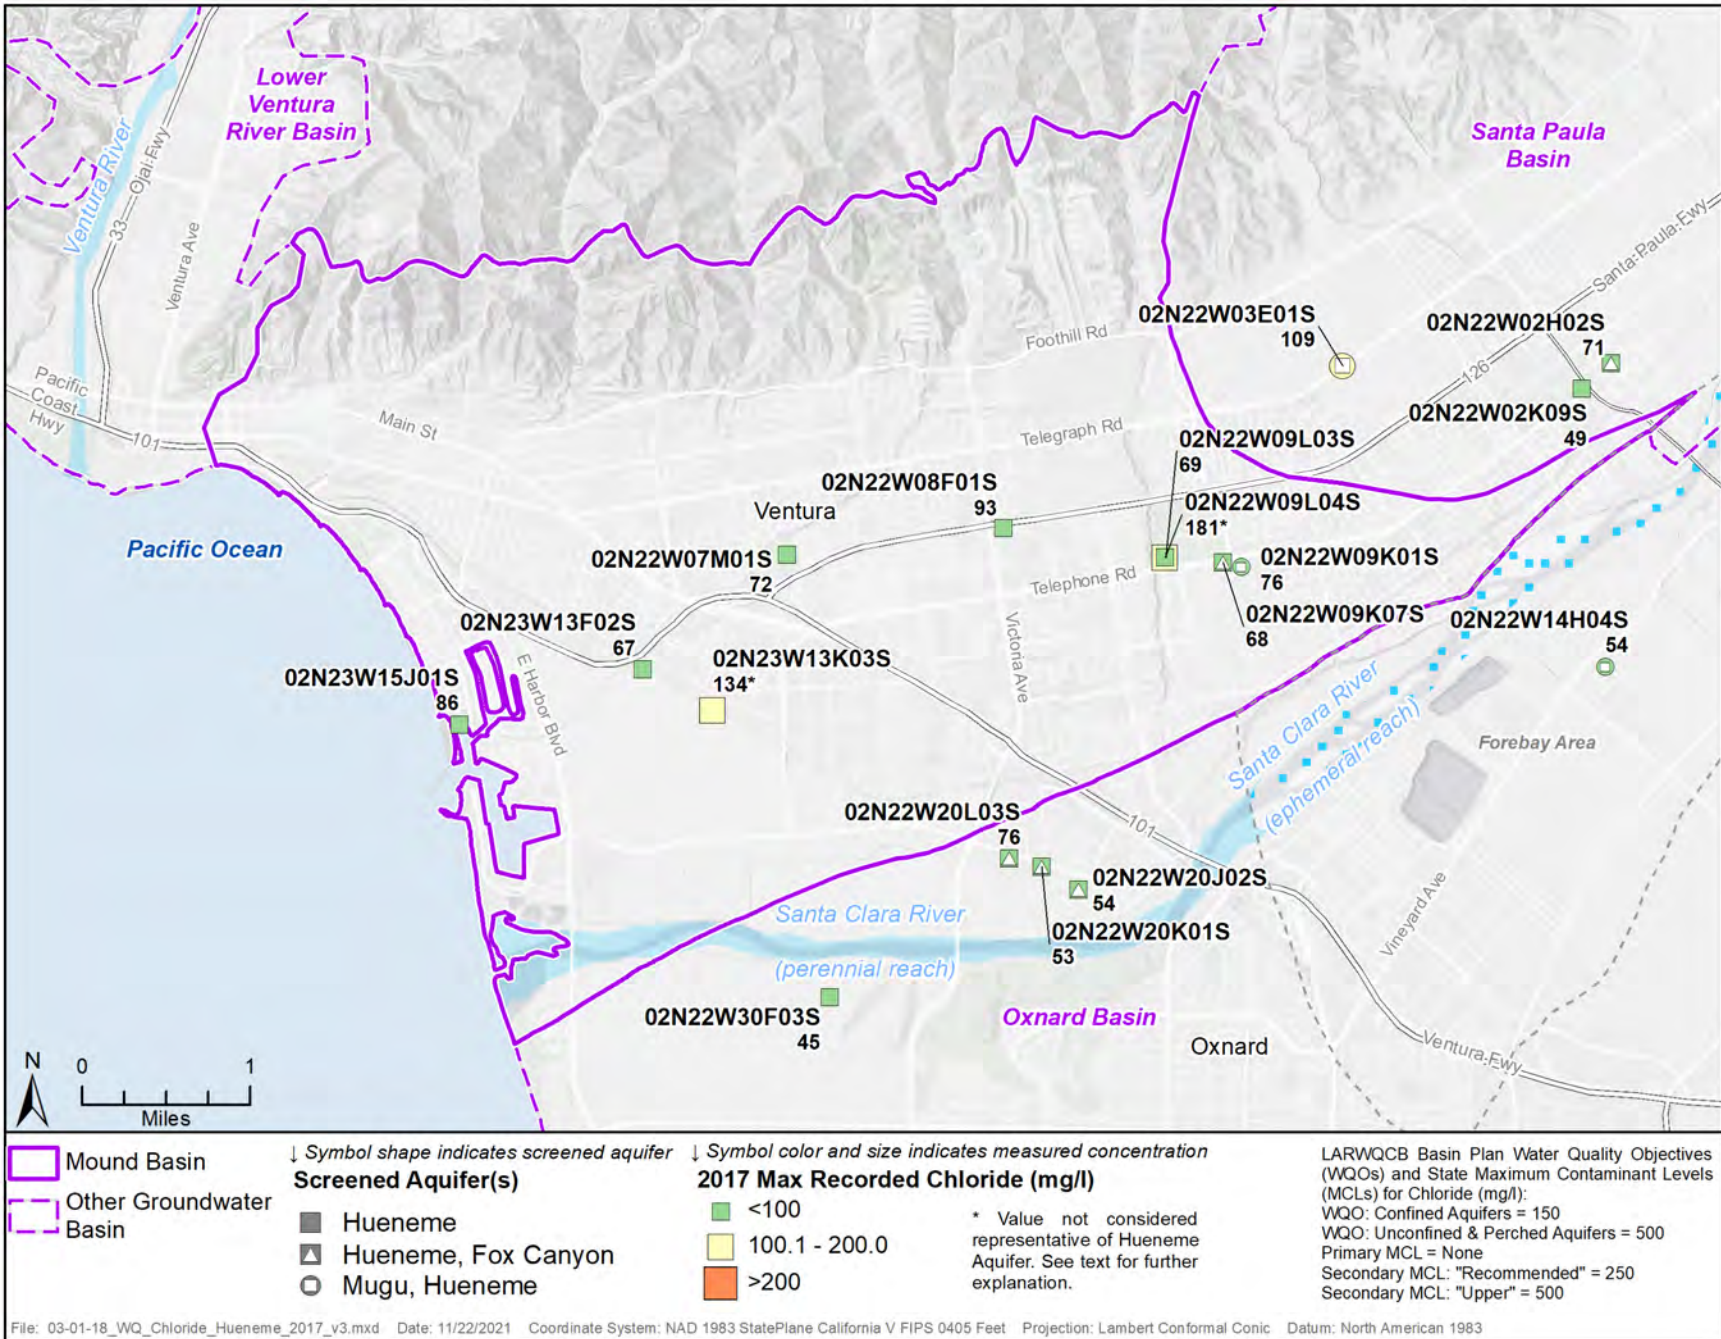 Lower
Ventura
River Basin
Santa Paula
Basin
Ventura River
33
Ojai Fwy
Ventura Ave
Santa Paula Fwy
02N22W03E01S
109
Foothill Rd
02N22W02H02S
71
126
Pacific
Coast
Hwy
101
Main St
Telegraph Rd
02N22W09L03S
69
02N22W02K09S
49
02N22W08F01S
93
Ventura
02N22W09L04S
181*
Pacific Ocean
02N22W07M01S
72
Telephone Rd
02N22W09K01S
76
02N22W09K07S
68
02N22W14H04S
54
02N23W13F02S
67
02N23W13K03S
134*
Victoria Ave
02N23W15J01S
86
E Harbor Blvd
Santa Clara River
(ephemeral reach)
Forebay Area
02N22W20L03S
76
101
02N22W20J02S
54
Santa Clara River
(perennial reach)
02N22W20K01S
53
Vineyard Ave
02N22W30F03S
45
Oxnard Basin
Oxnard
Ventura Fwy
N
0 1
Miles
Mound Basin
Other Groundwater
Basin
↓ Symbol shape indicates screened aquifer
Screened Aquifer(s)
Hueneme
Hueneme, Fox Canyon
Mugu, Hueneme
↓ Symbol color and size indicates measured concentration
2017 Max Recorded Chloride (mg/l)
<100
100.1 - 200.0
>200
* Value not considered
representative of Hueneme
Aquifer. See text for further
explanation.
LARWQCB Basin Plan Water Quality Objectives
(WQOs) and State Maximum Contaminant Levels
(MCLs) for Chloride (mg/l):
WQO: Confined Aquifers = 150
WQO: Unconfined & Perched Aquifers = 500
Primary MCL = None
Secondary MCL: "Recommended" = 250
Secondary MCL: "Upper" = 500
File: 03-01-18_WQ_Chloride_Hueneme_2017_v3.mxd Date: 11/22/2021 Coordinate System: NAD 1983 StatePlane California V FIPS 0405 Feet Projection: Lambert Conformal Conic Datum: North American 1983